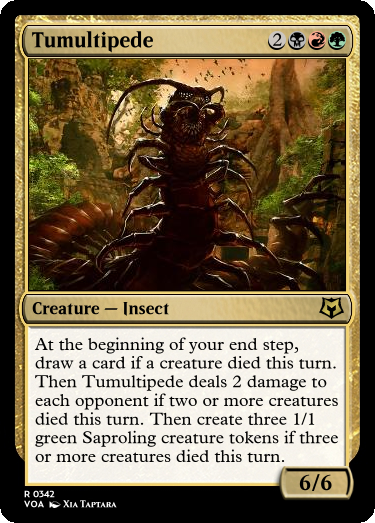 Tumultipede 2
Creature — Insect
At the beginning of your end step,
draw a card if a creature died this turn.
Then Tumultipede deals 2 damage to
each opponent if two or more creatures
died this turn. Then create three 1/1
green Saproling creature tokens if three
or more creatures died this turn.
6/6
R 0342
VOA Xia Taptara